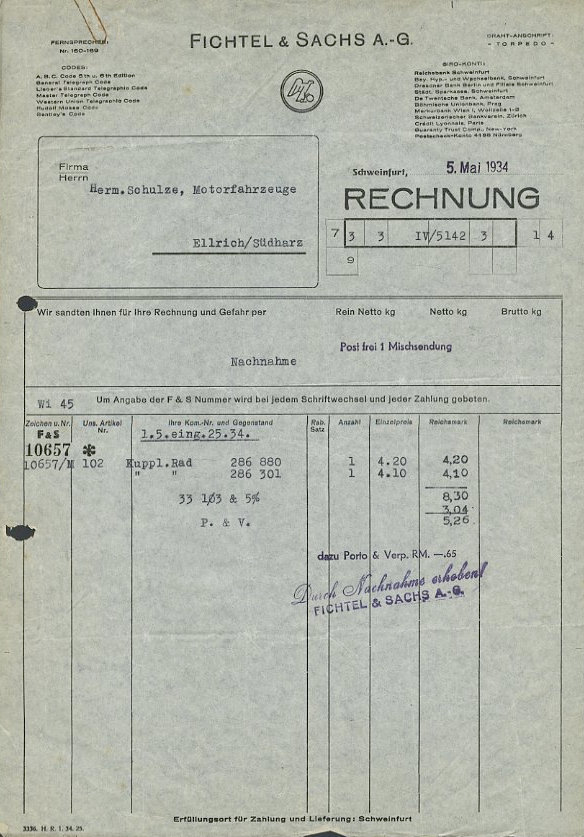 FERNSPRECHER:
Nr. 150-169
FICHTEL & SACHS A.-G.
DRAHT-ANSCHRIFT:
- TORPEDO -
CODES:
A. B. C. Code 5th u. 6th Edition
General Telegraph Code
Lieber's Standard Telegraphic Code
Master Telegraph Code
Western Union Telegraphic Code
Rudolf Mosse Code
Bentley's Code
GIRO-KONTI:
Reichsbank Schweinfurt
Bay. Hyp.- und Wechselbank, Schweinfurt
Dresdner Bank Berlin und Filiale Schweinfurt
Städt. Sparkasse, Schweinfurt
De Twentsche Bank, Amsterdam
Böhmische Unionbank, Prag
Merkurbank Wien I, Wollzeile 1-3
Schweizerischer Bankverein, Zürich
Crédit Lyonnais, Paris
Guaranty Trust Comp., New-York
Postscheck-Konto 4196 Nürnberg
Firma
Herrn
Herm.Schulze, Motorfahrzeuge
Ellrich/Südharz
Schweinfurt, 5. Mai 1934
RECHNUNG
7 3 3 IV/5142 3 1 4
9
Wir sandten Ihnen für Ihre Rechnung und Gefahr per
Rein Netto kg Netto kg Brutto kg
Post frei 1 Mischsendung
Nachnahme
Wi 45 Um Angabe der F & S Nummer wird bei jedem Schriftwechsel und jeder Zahlung gebeten.
Zeichen u. Nr. F & S Uns. Artikel Nr. Ihre Kom.-Nr. und Gegenstand Rab. Satz Anzahl Einzelpreis Reichsmark Reichsmark
1.5.eing.25.34.
10657 *
10657/M 102 Kuppl.Rad 286 880 1 4.20 4,20
" " 286 301 1 4.10 4,10
33 1/3 & 5% 8,30
3,04
P. & V. 5,26
dazu Porto & Verp. RM. —.65
Durch Nachnahme erhoben!
FICHTEL & SACHS A.-G.
Erfüllungsort für Zahlung und Lieferung: Schweinfurt
3336. H. R. 1. 34. 25.